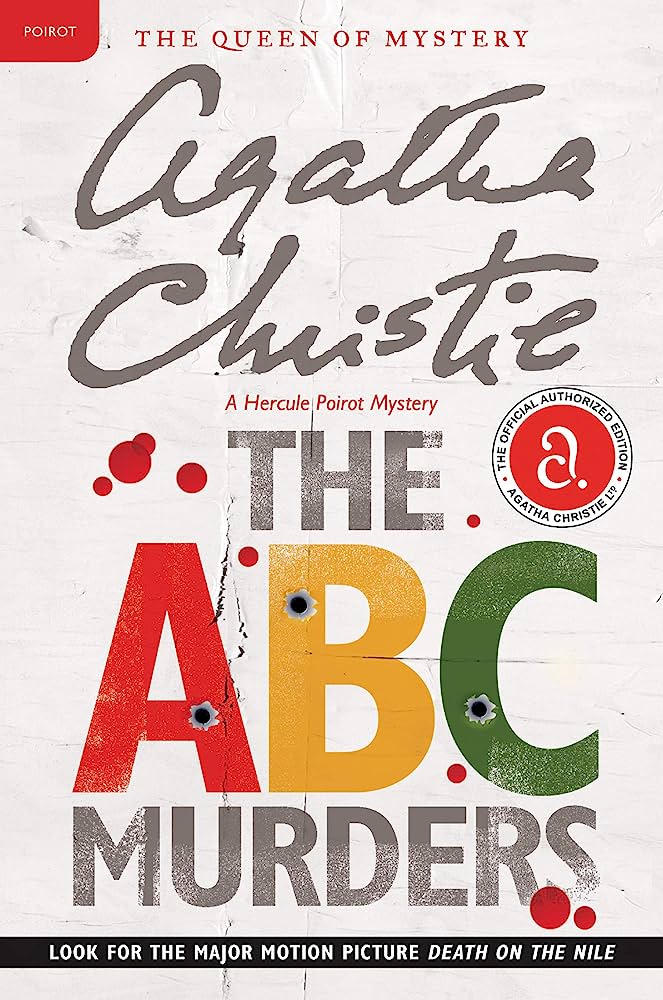 POIROT
THE QUEEN OF MYSTERY
Agatha
Christie
A Hercule Poirot Mystery
THE OFFICIAL AUTHORIZED EDITION
ac.
• AGATHA CHRISTIE LTD •
THE
ABC
MURDERS
LOOK FOR THE MAJOR MOTION PICTURE DEATH ON THE NILE